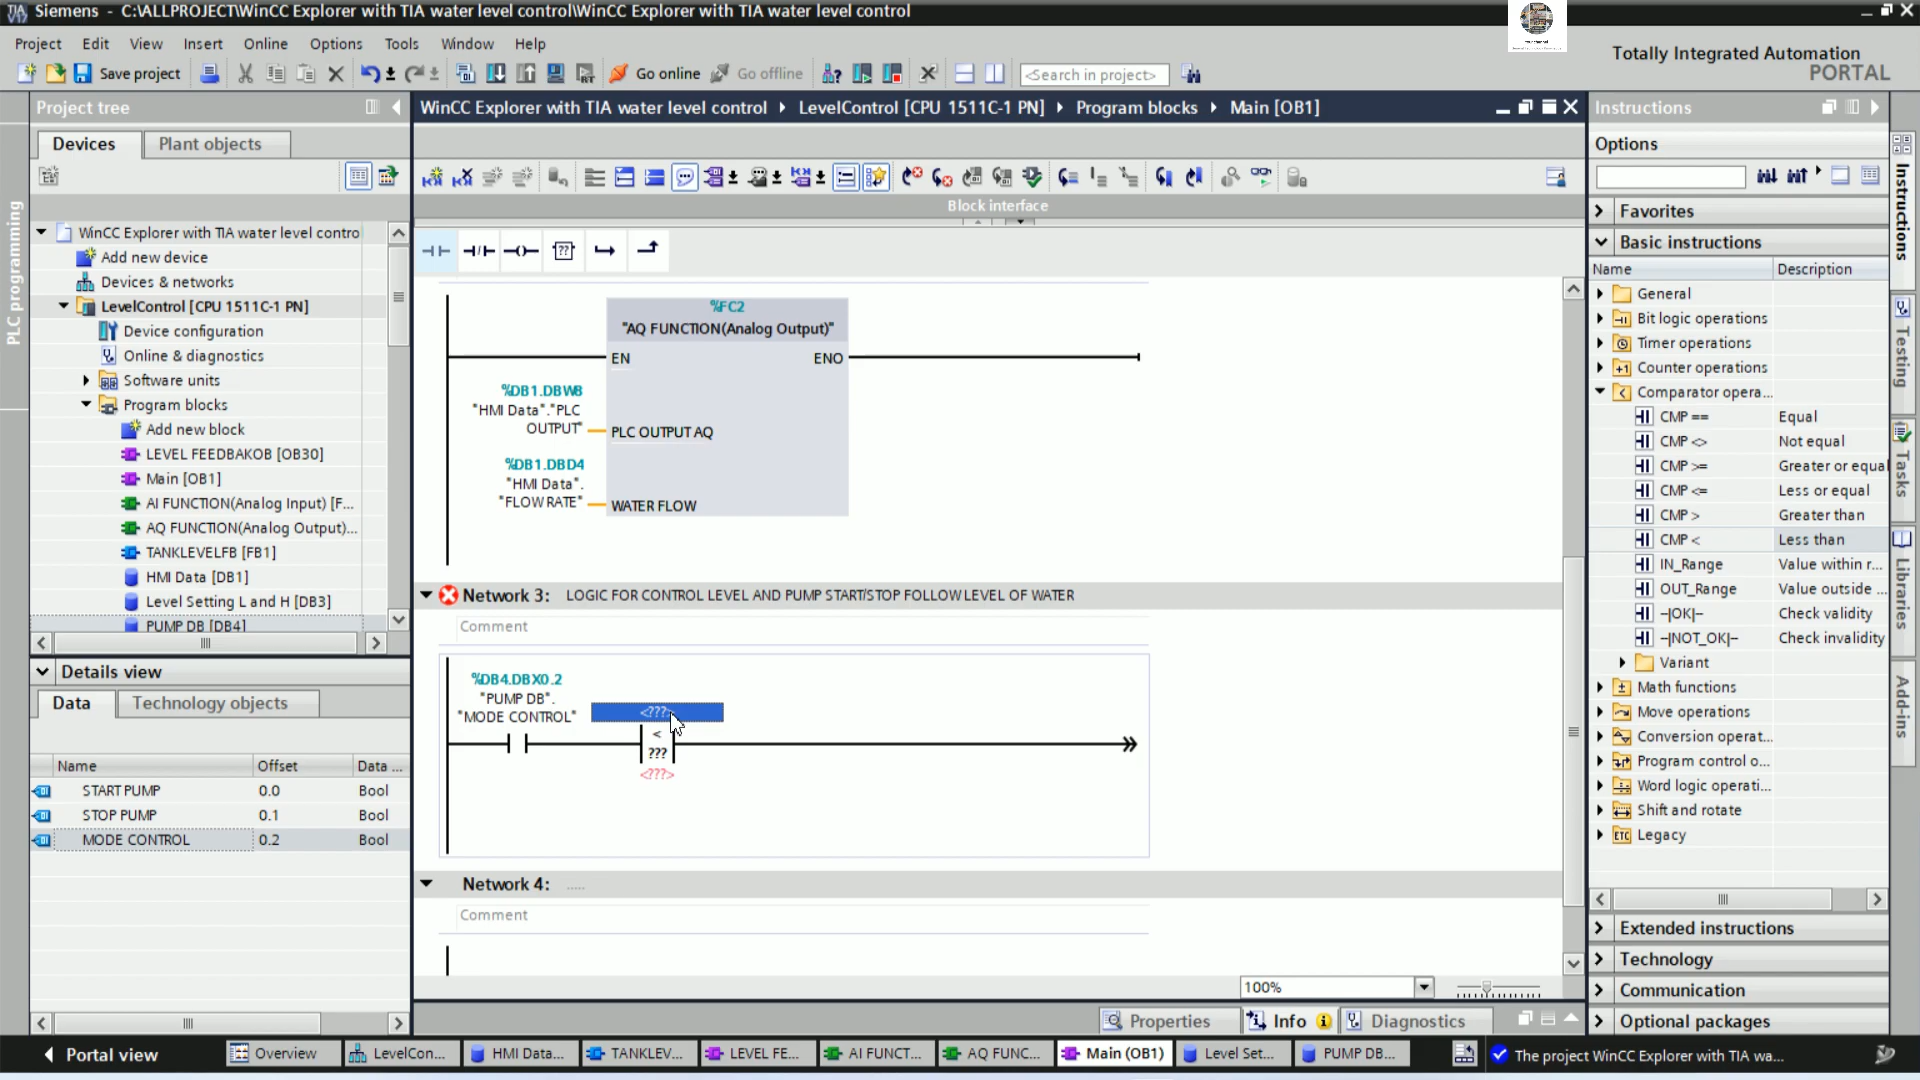 Siemens - C:\ALLPROJECT\WinCC Explorer with TIA water level control\WinCC Explorer with TIA water level control
Project Edit View Insert Online Options Tools Window Help
Totally Integrated Automation
PORTAL
Save project
Go online
Go offline
<Search in project>
Project tree
WinCC Explorer with TIA water level control LevelControl [CPU 1511C-1 PN] Program blocks Main [OB1]
Instructions
Devices
Plant objects
Options
PLC programming
Block interface
Favorites
Basic instructions
Name Description
WinCC Explorer with TIA water level contro
Add new device
Devices & networks
LevelControl [CPU 1511C-1 PN]
Device configuration
Online & diagnostics
Software units
Program blocks
Add new block
LEVEL FEEDBAKOB [OB30]
Main [OB1]
AI FUNCTION(Analog Input) [F...
AQ FUNCTION(Analog Output)...
TANKLEVELFB [FB1]
HMI Data [DB1]
Level Setting L and H [DB3]
PUMP DB [DB4]
??
%FC2
"AQ FUNCTION(Analog Output)"
EN
ENO
%DB1.DBW8
"HMI Data"."PLC
OUTPUT"
PLC OUTPUT AQ
%DB1.DBD4
"HMI Data".
"FLOW RATE"
WATER FLOW
Network 3: LOGIC FOR CONTROL LEVEL AND PUMP START/STOP FOLLOW LEVEL OF WATER
Comment
%DB4.DBX0.2
"PUMP DB".
"MODE CONTROL"
<???>
<
???
<???>
Network 4: .....
Comment
100%
Properties
Info
Diagnostics
General
Bit logic operations
Timer operations
Counter operations
Comparator opera...
CMP == Equal
CMP <> Not equal
CMP >= Greater or equal
CMP <= Less or equal
CMP > Greater than
CMP < Less than
IN_Range Value within r...
OUT_Range Value outside ...
-|OK|- Check validity
-|NOT_OK|- Check invalidity
Variant
Math functions
Move operations
Conversion operat...
Program control o...
Word logic operati...
Shift and rotate
Legacy
Extended instructions
Technology
Communication
Optional packages
Instructions
Testing
Tasks
Libraries
Add-ins
Details view
Data
Technology objects
Name Offset Data ...
START PUMP 0.0 Bool
STOP PUMP 0.1 Bool
MODE CONTROL 0.2 Bool
Portal view
Overview
LevelCon...
HMI Data...
TANKLEV...
LEVEL FE...
AI FUNCT...
AQ FUNC...
Main (OB1)
Level Set...
PUMP DB...
The project WinCC Explorer with TIA wa...